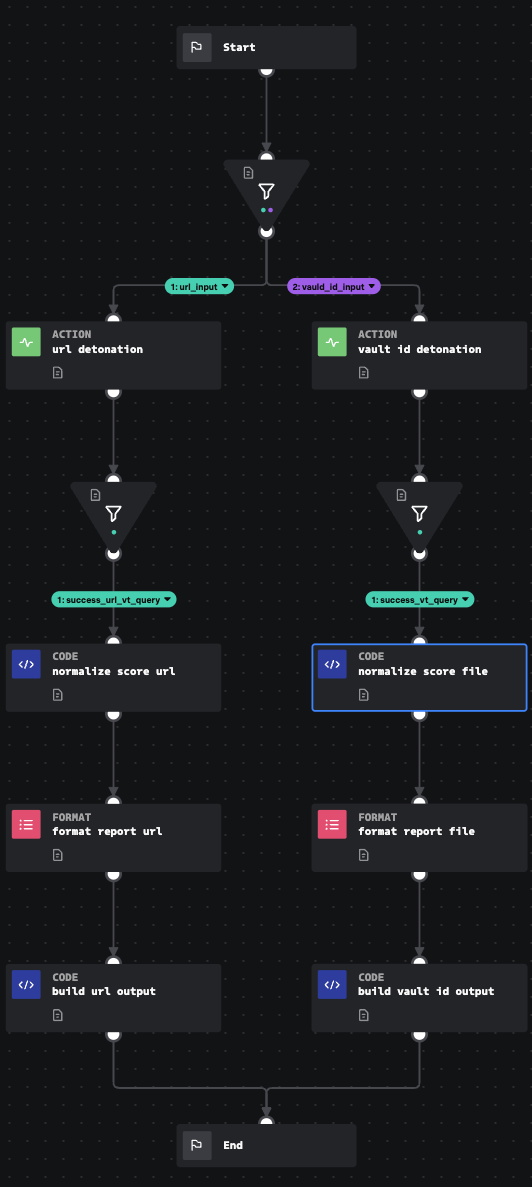 Start
1: url_input
2: vauld_id_input
ACTION
url detonation
ACTION
vault id detonation
1: success_url_vt_query
1: success_vt_query
CODE
normalize score url
CODE
normalize score file
FORMAT
format report url
FORMAT
format report file
CODE
build url output
CODE
build vault id output
End